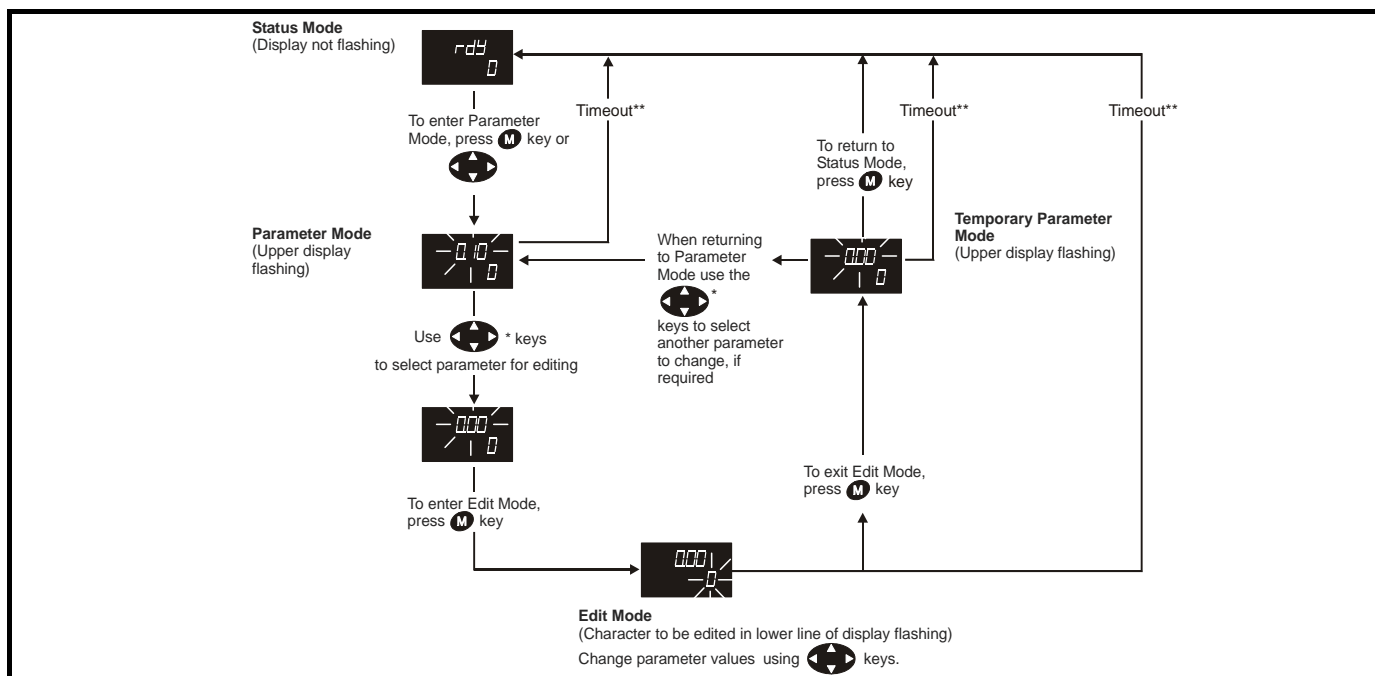 Status Mode
(Display not flashing)
rdy
0
Timeout**
Timeout**
Timeout**
To enter Parameter
Mode, press M key or
To return to
Status Mode,
press M key
Parameter Mode
(Upper display
flashing)
0.10
0
When returning
to Parameter
Mode use the
*
keys to select
another parameter
to change, if
required
0.00
0
Temporary Parameter
Mode
(Upper display flashing)
Use * keys
to select parameter for editing
0.00
0
To enter Edit Mode,
press M key
To exit Edit Mode,
press M key
0.00
0
Edit Mode
(Character to be edited in lower line of display flashing)
Change parameter values using keys.